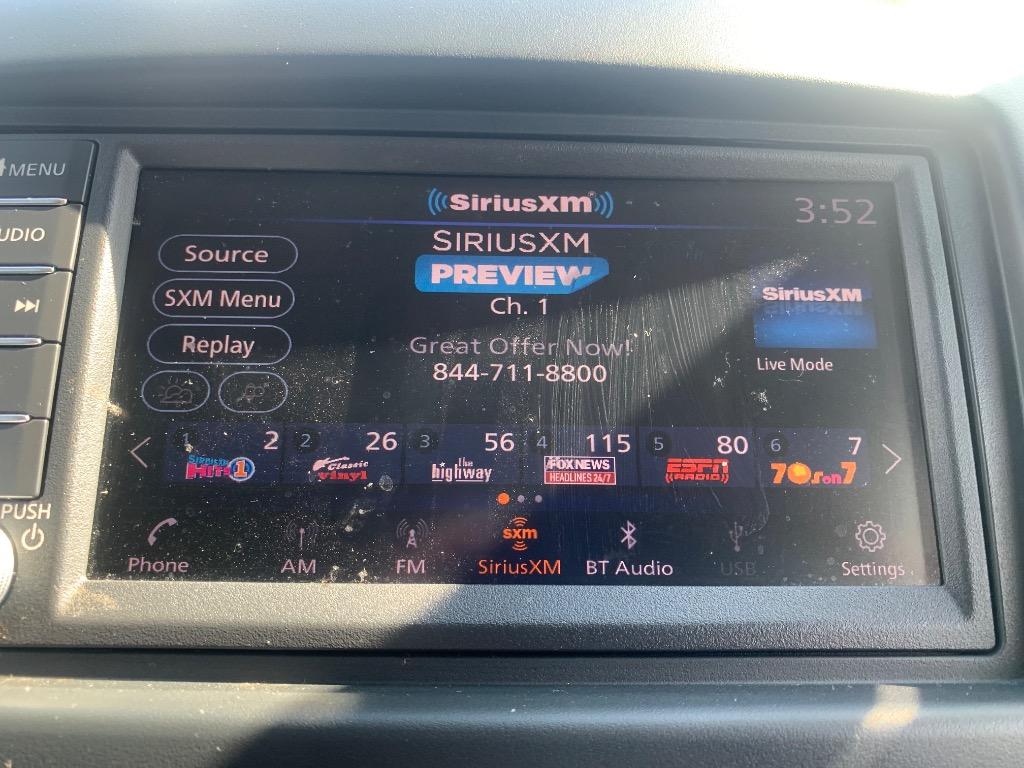 MENU
UDIO
PUSH
SiriusXM
3:52
Source
SXM Menu
Replay
SIRIUSXM
PREVIEW
Ch. 1
Great Offer Now!
844-711-8800
SiriusXM
Live Mode
1 2
SiriusXM
Hits 1
2 26
Classic
vinyl
3 56
the
highway
4 115
FOX NEWS
HEADLINES 24/7
5 80
ESPN
RADIO
6 7
70s on 7
Phone
AM
FM
sxm
SiriusXM
BT Audio
USB
Settings